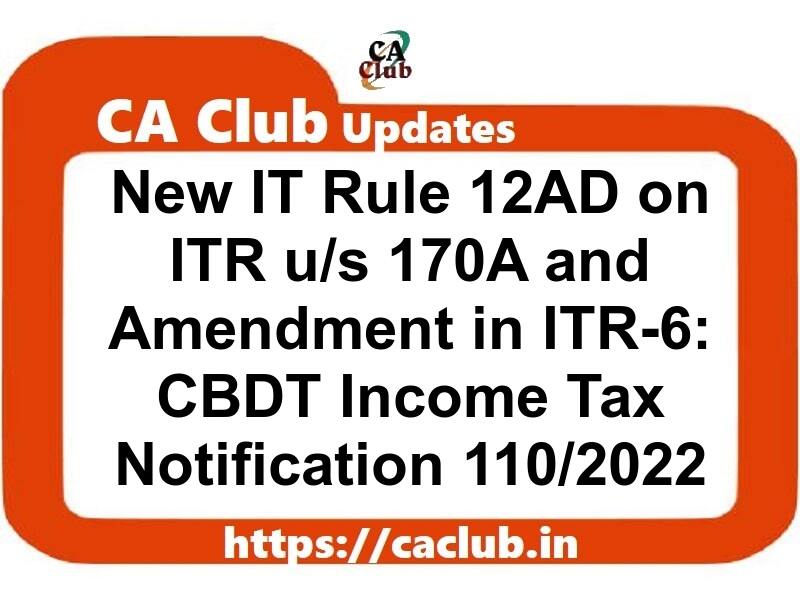 CA
Club
CA Club Updates
New IT Rule 12AD on
ITR u/s 170A and
Amendment in ITR-6:
CBDT Income Tax
Notification 110/2022
https://caclub.in